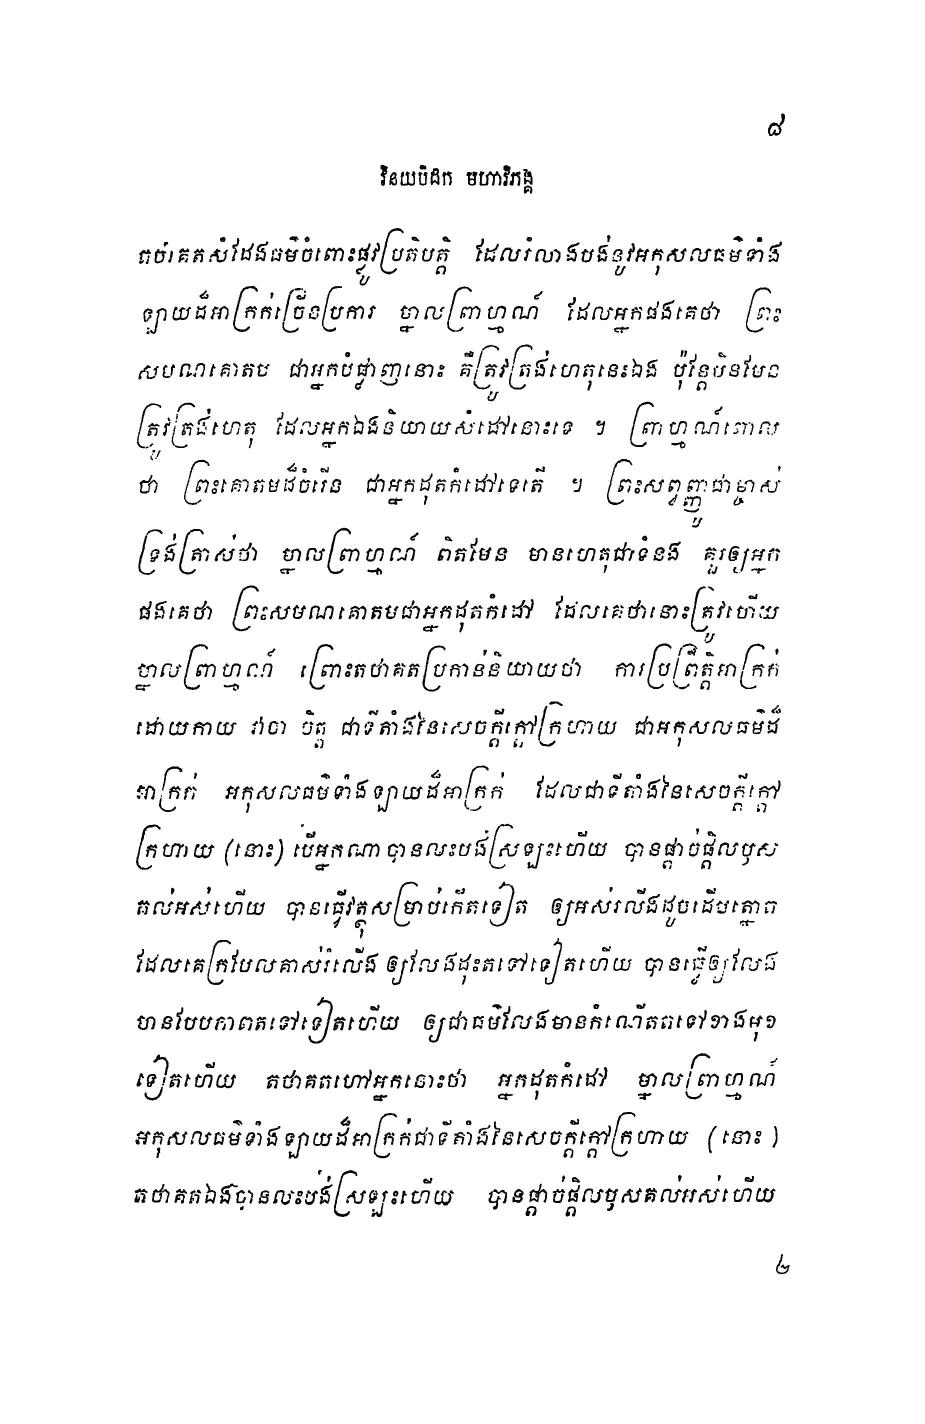 ៨
វិនយបិដក មហាវិភង្គ
តថាគតសំដែងធម៌ចំពោះផ្លូវប្រតិបត្តិ ដែលរំលាងបង់នូវអកុសលធម៌ទាំង
ឡាយដ៏អាក្រក់ច្រើនប្រការ ម្នាលព្រាហ្មណ៍ ដែលអ្នកផងគេថា ព្រះ
សមណគោតម ជាអ្នកបំផ្លាញនោះ គឺត្រូវត្រង់ហេតុនេះឯង ប៉ុន្តែមិនមែន
ត្រូវត្រង់ហេតុ ដែលអ្នកឯងនិយាយសំដៅនោះទេ ។ ព្រាហ្មណ៍ពោល
ថា ព្រះគោតមដ៏ចំរើន ជាអ្នកដុតកំដៅទេតើ ។ ព្រះសព្វញ្ញូជាម្ចាស់
ទ្រង់ត្រាស់ថា ម្នាលព្រាហ្មណ៍ ពិតមែន មានហេតុជាទំនង គួរឲ្យអ្នក
ផងគេថា ព្រះសមណគោតមជាអ្នកដុតកំដៅ ដែលគេថានោះត្រូវហើយ
ម្នាលព្រាហ្មណ៍ ព្រោះតថាគតប្រកាន់និយាយថា ការប្រព្រឹត្តិអាក្រក់
ដោយកាយ វាចា ចិត្ត ជាទីតាំងនៃសេចក្តីក្តៅក្រហាយ ជាអកុសលធម៌ដ៏
អាក្រក់ អកុសលធម៌ទាំងឡាយដ៏អាក្រក់ ដែលជាទីតាំងនៃសេចក្តីក្តៅ
ក្រហាយ (នោះ) បើអ្នកណាបានលះបង់ស្រឡះហើយ បានផ្តាច់ផ្តិលឫស
គល់អស់ហើយ បានធ្វើវត្ថុសម្រាប់កើតទៀត ឲ្យអស់រលីងដូចដើមត្នោត
ដែលគេក្រមែលគាស់រំលើង ឲ្យលែងដុះតទៅទៀតហើយ បានធ្វើឲ្យលែង
មានបែបភាពតទៅទៀតហើយ ឲ្យជាធម៌លែងមានកំណើតតទៅខាងមុខ
ទៀតហើយ តថាគតហៅអ្នកនោះថា អ្នកដុតកំដៅ ម្នាលព្រាហ្មណ៍
អកុសលធម៌ទាំងឡាយដ៏អាក្រក់ជាទីតាំងនៃសេចក្តីក្តៅក្រហាយ (នោះ)
តថាគតឯងបានលះបង់ស្រឡះហើយ បានផ្តាច់ផ្តិលឫសគល់អស់ហើយ
២